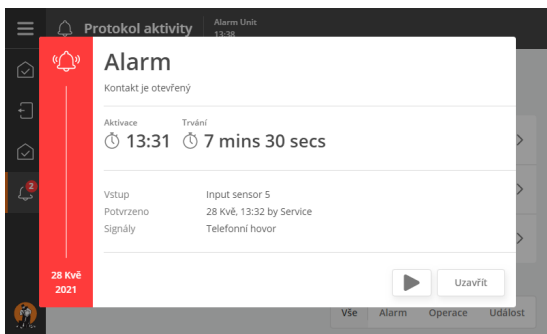 Protokol aktivity
Alarm Unit
13:38
Alarm
Kontakt je otevřený
Aktivace
Trvání
13:31
7 mins 30 secs
Vstup
Input sensor 5
Potvrzeno
28 Kvě, 13:32 by Service
Signály
Telefonní hovor
2
28 Kvě
2021
Uzavřít
Vše
Alarm
Operace
Událost